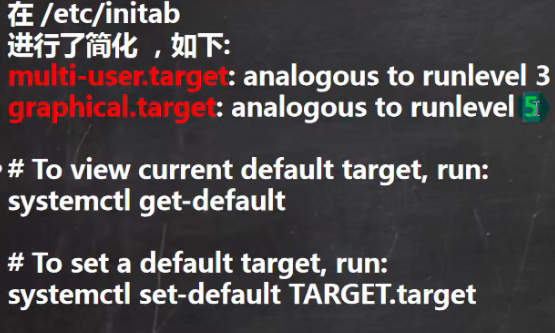 在 /etc/initab
进行了简化 ，如下:
multi-user.target: analogous to runlevel 3
graphical.target: analogous to runlevel 5
# To view current default target, run:
systemctl get-default
# To set a default target, run:
systemctl set-default TARGET.target